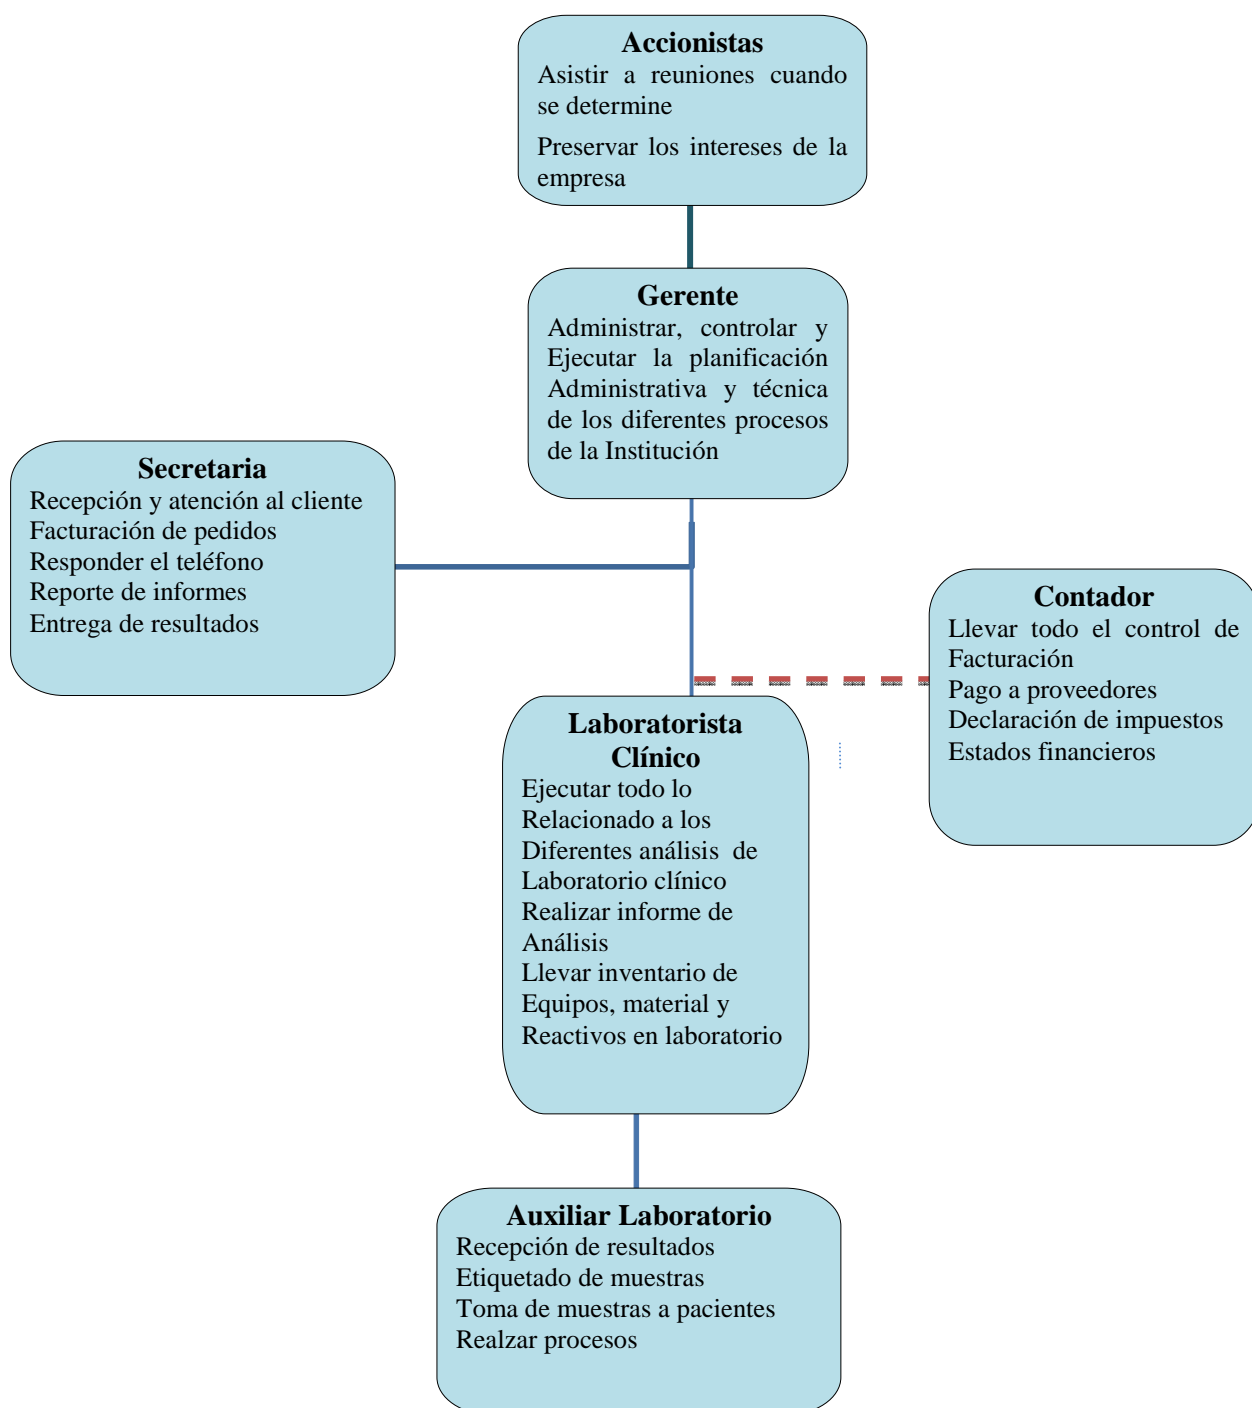 Accionistas
Asistir a reuniones cuando
se determine
Preservar los intereses de la
empresa
Gerente
Administrar, controlar y
Ejecutar la planificación
Administrativa y técnica
de los diferentes procesos
de la Institución
Secretaria
Recepción y atención al cliente
Facturación de pedidos
Responder el teléfono
Reporte de informes
Entrega de resultados
Contador
Llevar todo el control de
Facturación
Pago a proveedores
Declaración de impuestos
Estados financieros
Laboratorista
Clínico
Ejecutar todo lo
Relacionado a los
Diferentes análisis de
Laboratorio clínico
Realizar informe de
Análisis
Llevar inventario de
Equipos, material y
Reactivos en laboratorio
Auxiliar Laboratorio
Recepción de resultados
Etiquetado de muestras
Toma de muestras a pacientes
Realzar procesos